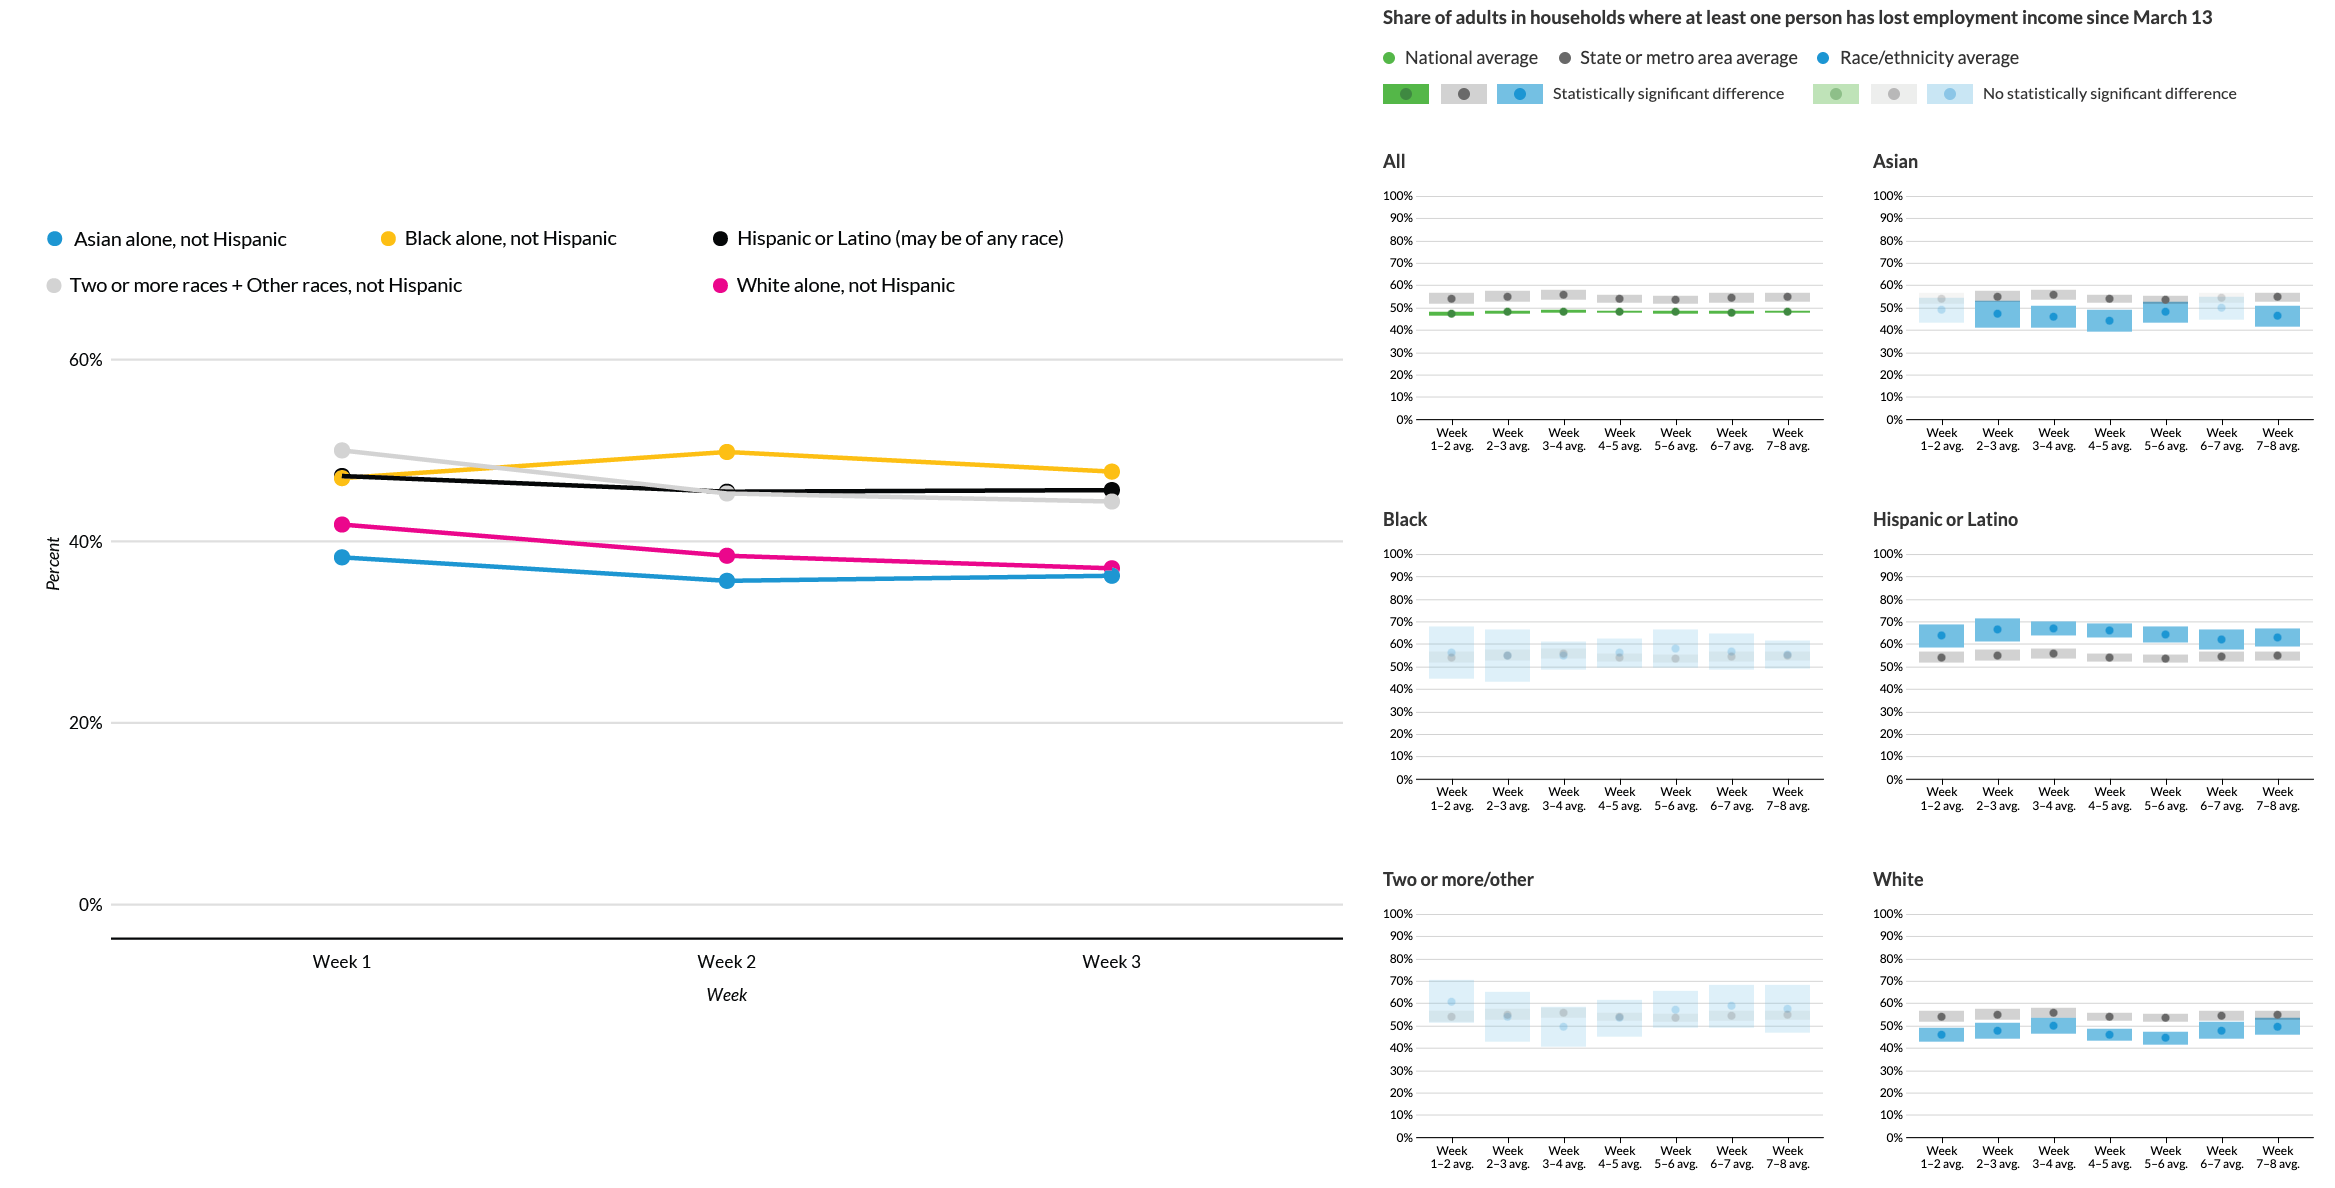 Asian alone, not Hispanic
Black alone, not Hispanic
Hispanic or Latino (may be of any race)
Two or more races + Other races, not Hispanic
White alone, not Hispanic
60%
40%
20%
0%
Percent
Week 1
Week 2
Week 3
Week
Share of adults in households where at least one person has lost employment income since March 13
National average
State or metro area average
Race/ethnicity average
Statistically significant difference
No statistically significant difference
All
100%
90%
80%
70%
60%
50%
40%
30%
20%
10%
0%
Week 1–2 avg.
Week 2–3 avg.
Week 3–4 avg.
Week 4–5 avg.
Week 5–6 avg.
Week 6–7 avg.
Week 7–8 avg.
Asian
100%
90%
80%
70%
60%
50%
40%
30%
20%
10%
0%
Week 1–2 avg.
Week 2–3 avg.
Week 3–4 avg.
Week 4–5 avg.
Week 5–6 avg.
Week 6–7 avg.
Week 7–8 avg.
Black
100%
90%
80%
70%
60%
50%
40%
30%
20%
10%
0%
Week 1–2 avg.
Week 2–3 avg.
Week 3–4 avg.
Week 4–5 avg.
Week 5–6 avg.
Week 6–7 avg.
Week 7–8 avg.
Hispanic or Latino
100%
90%
80%
70%
60%
50%
40%
30%
20%
10%
0%
Week 1–2 avg.
Week 2–3 avg.
Week 3–4 avg.
Week 4–5 avg.
Week 5–6 avg.
Week 6–7 avg.
Week 7–8 avg.
Two or more/other
100%
90%
80%
70%
60%
50%
40%
30%
20%
10%
0%
Week 1–2 avg.
Week 2–3 avg.
Week 3–4 avg.
Week 4–5 avg.
Week 5–6 avg.
Week 6–7 avg.
Week 7–8 avg.
White
100%
90%
80%
70%
60%
50%
40%
30%
20%
10%
0%
Week 1–2 avg.
Week 2–3 avg.
Week 3–4 avg.
Week 4–5 avg.
Week 5–6 avg.
Week 6–7 avg.
Week 7–8 avg.